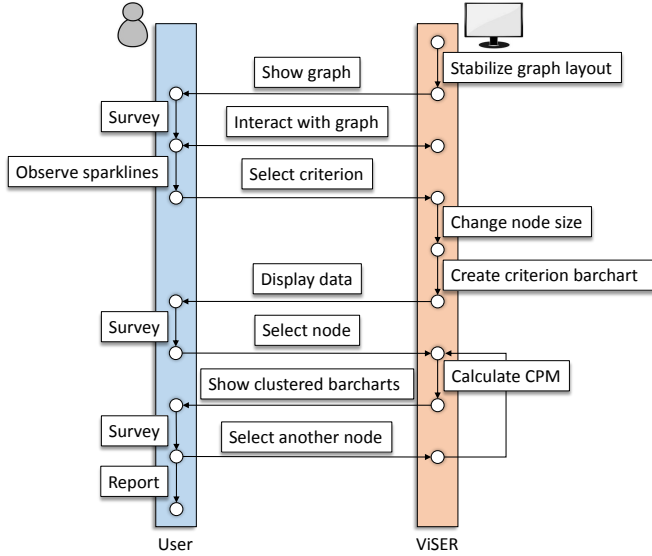 Stabilize graph layout
Show graph
Survey
Interact with graph
Observe sparklines
Select criterion
Change node size
Create criterion barchart
Display data
Survey
Select node
Calculate CPM
Show clustered barcharts
Survey
Select another node
Report
User
ViSER